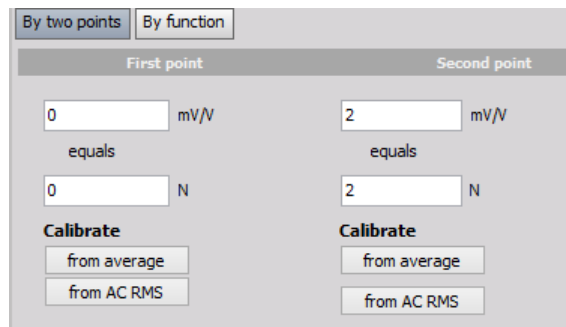 By two points By function
First point Second point
0 mV/V 2 mV/V
equals equals
0 N 2 N
Calibrate Calibrate
from average from average
from AC RMS from AC RMS